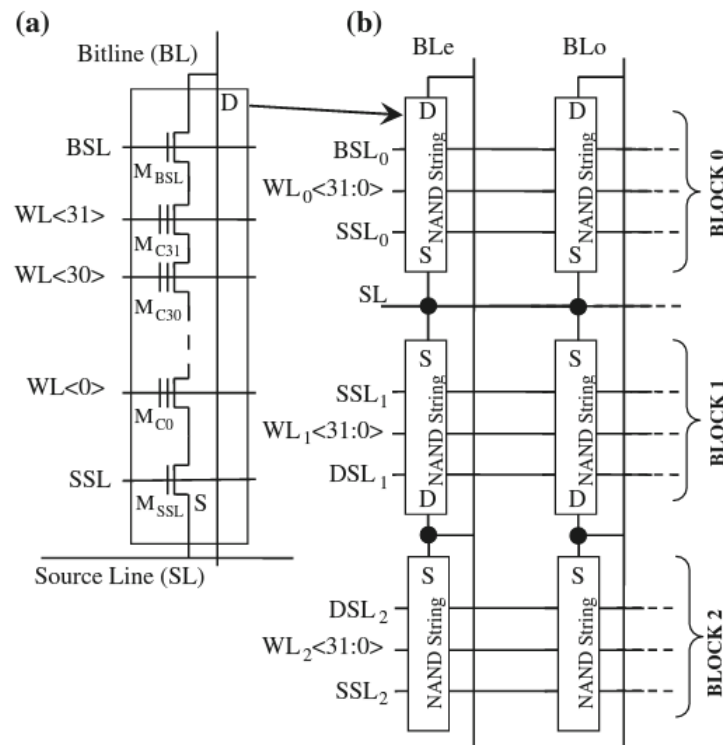 (a)
Bitline (BL)
D
BSL
M_BSL
WL<31>
M_C31
WL<30>
M_C30
WL<0>
M_C0
SSL
M_SSL
S
Source Line (SL)
(b)
BLe
BLo
D
D
BSL_0
WL_0<31:0>
SSL_0
NAND String
NAND String
S
S
BLOCK 0
SL
S
S
SSL_1
WL_1<31:0>
DSL_1
NAND String
NAND String
D
D
BLOCK 1
S
S
DSL_2
WL_2<31:0>
SSL_2
NAND String
NAND String
BLOCK 2